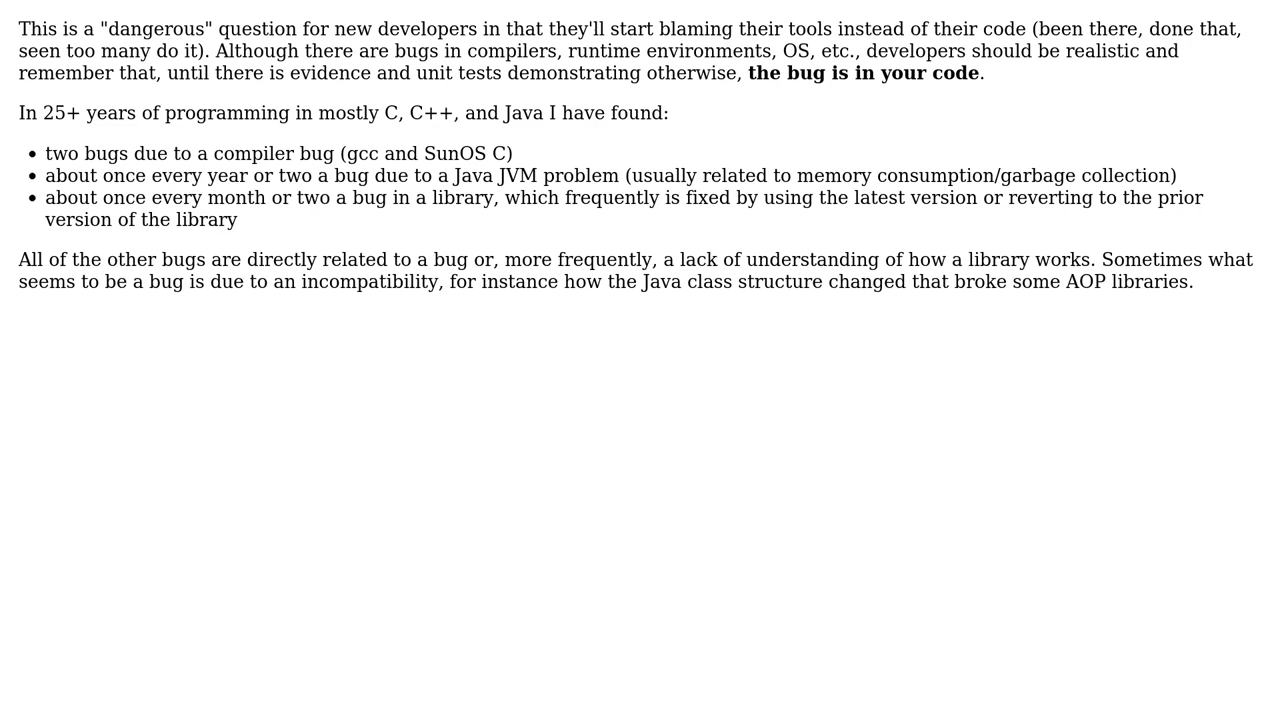 This is a "dangerous" question for new developers in that they'll start blaming their tools instead of their code (been there, done that,
seen too many do it). Although there are bugs in compilers, runtime environments, OS, etc., developers should be realistic and
remember that, until there is evidence and unit tests demonstrating otherwise, the bug is in your code.
In 25+ years of programming in mostly C, C++, and Java I have found:
• two bugs due to a compiler bug (gcc and SunOS C)
• about once every year or two a bug due to a Java JVM problem (usually related to memory consumption/garbage collection)
• about once every month or two a bug in a library, which frequently is fixed by using the latest version or reverting to the prior
version of the library
All of the other bugs are directly related to a bug or, more frequently, a lack of understanding of how a library works. Sometimes what
seems to be a bug is due to an incompatibility, for instance how the Java class structure changed that broke some AOP libraries.